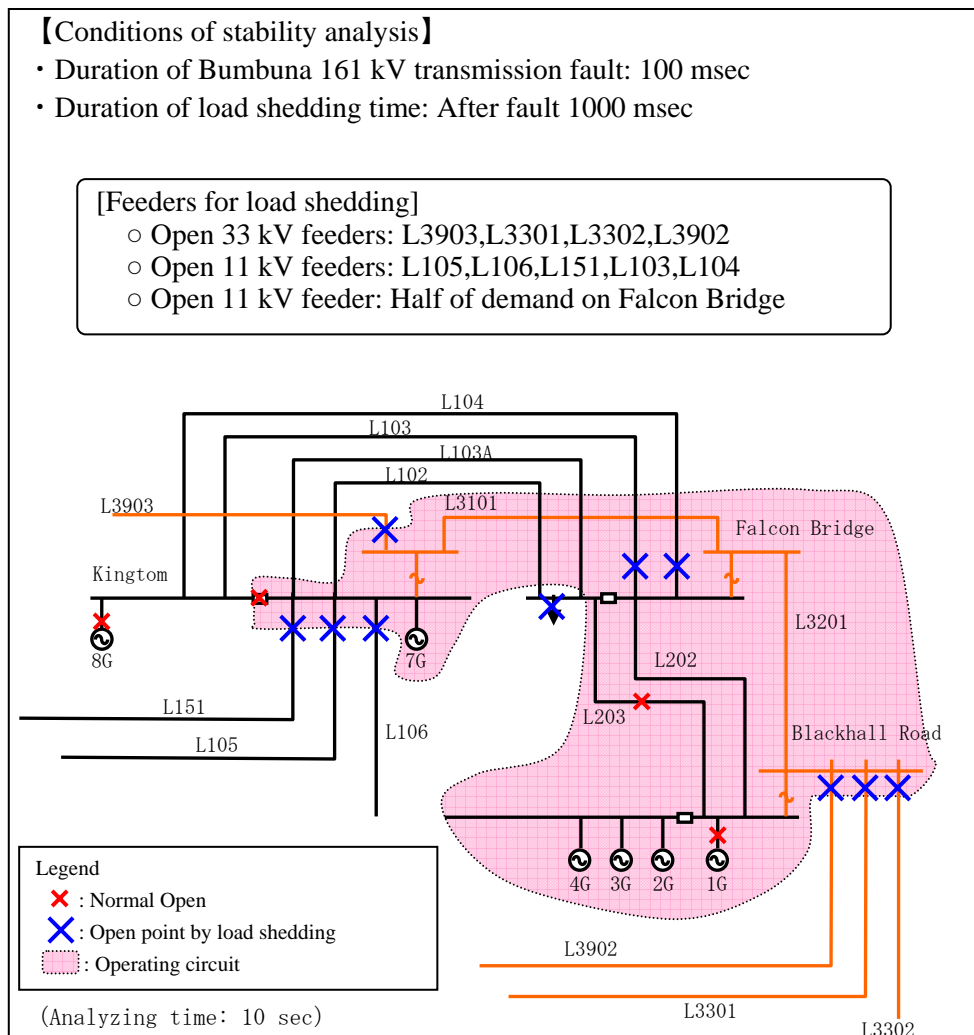 【Conditions of stability analysis】
・Duration of Bumbuna 161 kV transmission fault: 100 msec
・Duration of load shedding time: After fault 1000 msec
[Feeders for load shedding]
○ Open 33 kV feeders: L3903,L3301,L3302,L3902
○ Open 11 kV feeders: L105,L106,L151,L103,L104
○ Open 11 kV feeder: Half of demand on Falcon Bridge
L104
L103
L103A
L102
L3903
L3101
Falcon Bridge
Kingtom
L3201
8G
7G
L202
L151
L203
L106
L105
Blackhall Road
4G
3G
2G
1G
Legend
: Normal Open
: Open point by load shedding
: Operating circuit
L3902
L3301
L3302
(Analyzing time: 10 sec)